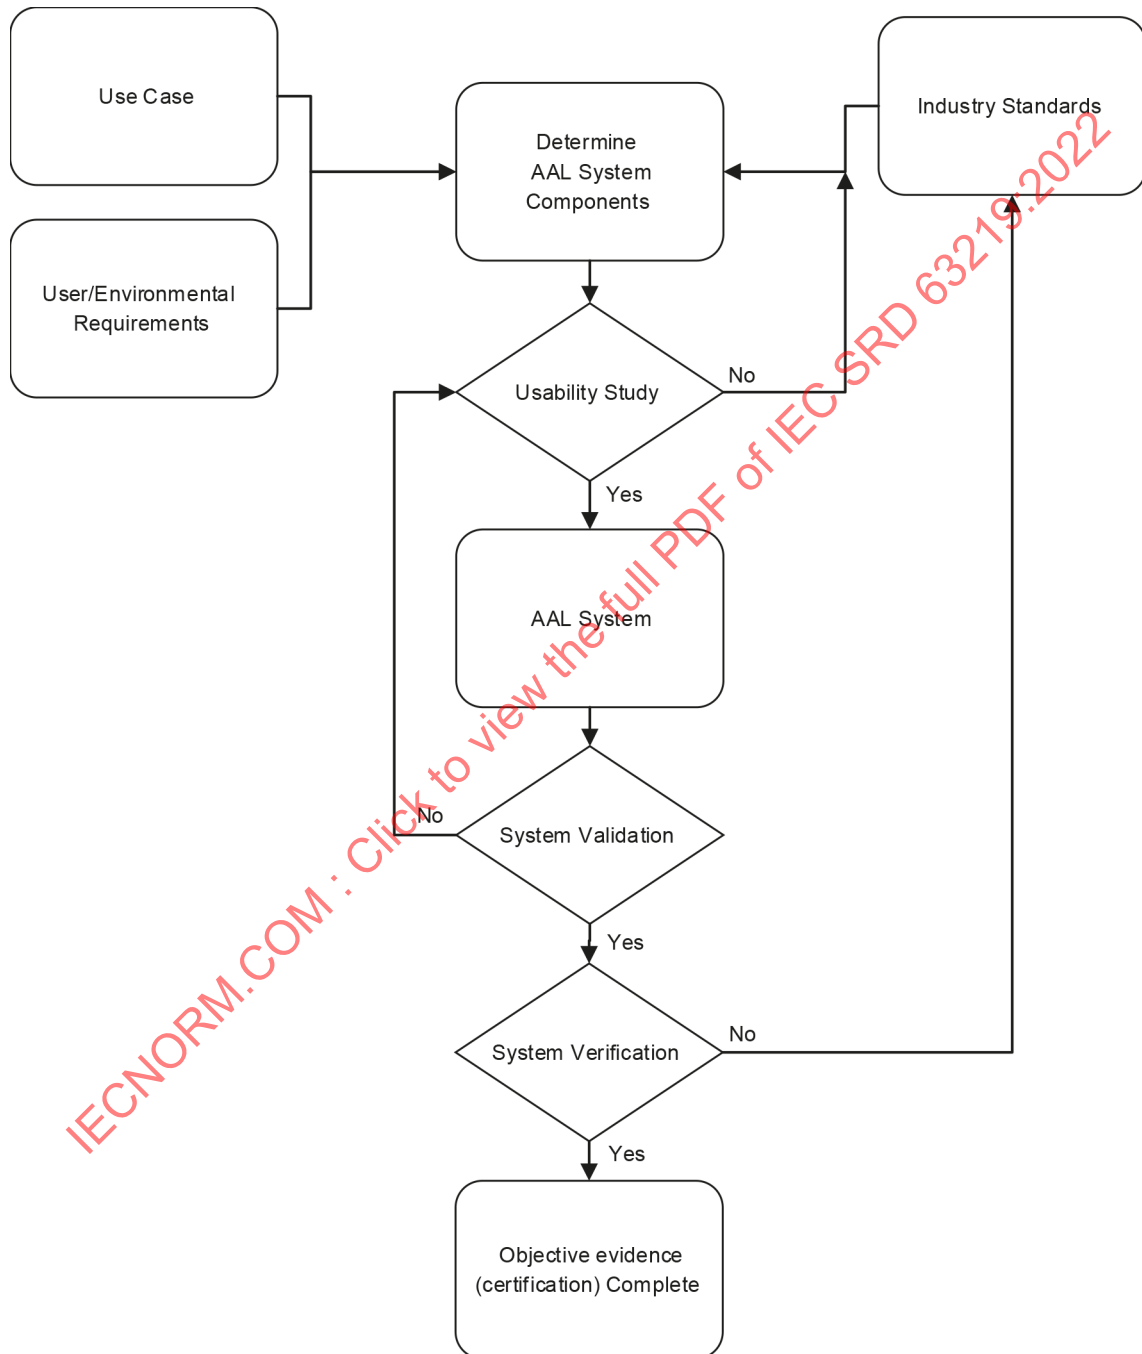 Use Case
Industry Standards
Determine
AAL System
Components
User/Environmental
Requirements
Usability Study
No
Yes
AAL System
No
System Validation
Yes
System Verification
No
Yes
Objective evidence
(certification) Complete
IECNORM.COM : Click to view the full PDF of IEC SRD 63219:2022